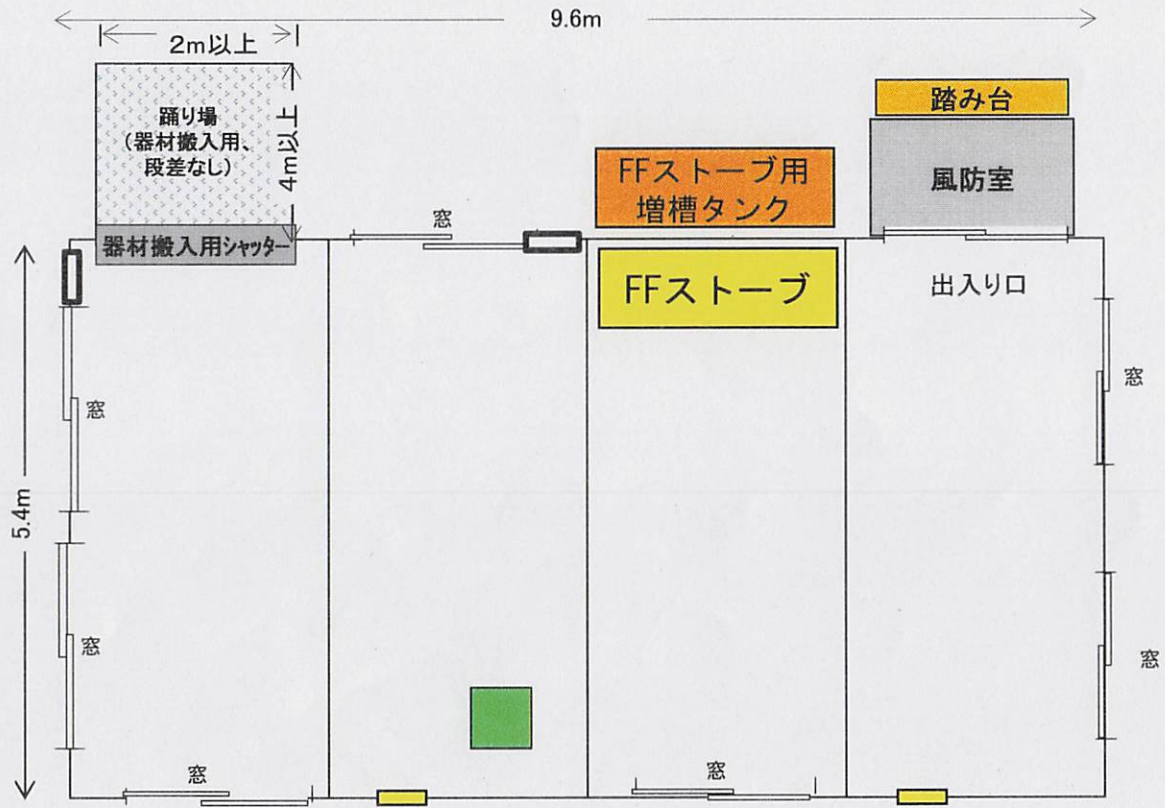 9.6m
2m以上
踊り場
(器材搬入用、
段差なし)
4m以上
踏み台
FFストーブ用
増槽タンク
風防室
窓
器材搬入用シャッター
FFストーブ
出入り口
窓
窓
5.4m
窓
窓
窓
窓